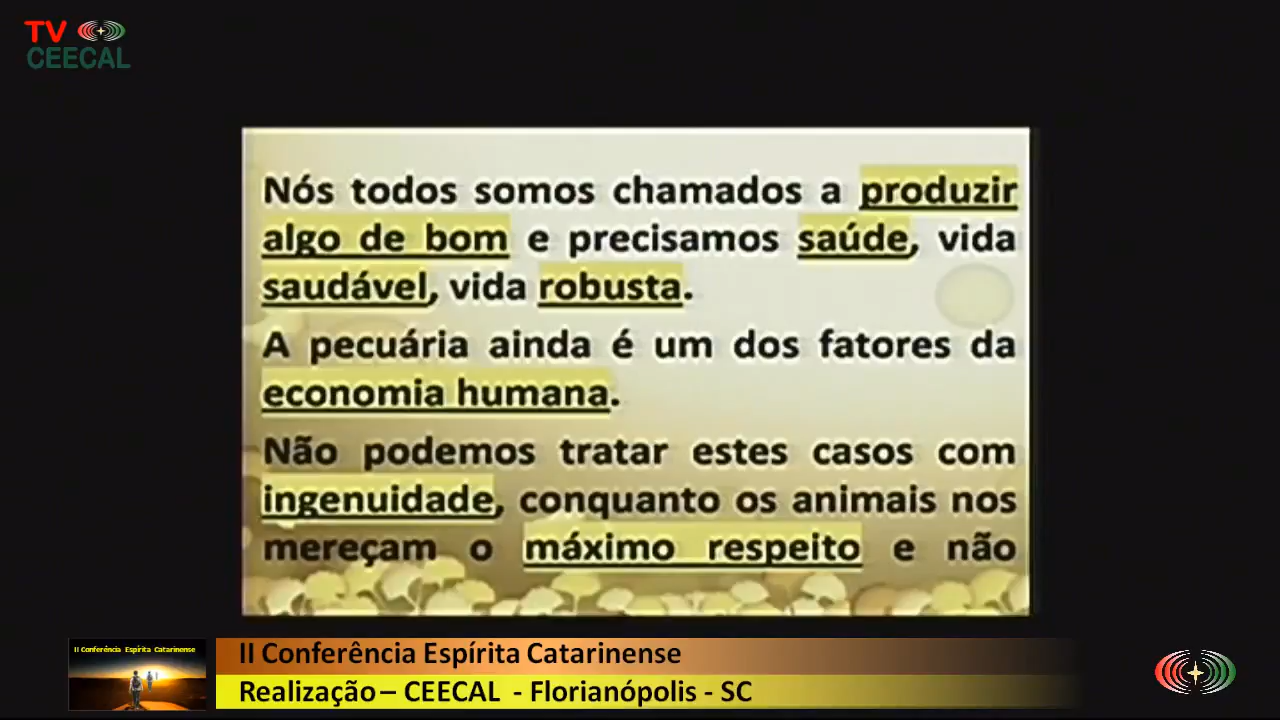 TV
CEECAL
Nós todos somos chamados a produzir
algo de bom e precisamos saúde, vida
saudável, vida robusta.
A pecuária ainda é um dos fatores da
economia humana.
Não podemos tratar estes casos com
ingenuidade, conquanto os animais nos
mereçam o máximo respeito e não
II Conferência Espírita Catarinense
II Conferência Espírita Catarinense
Realização – CEECAL - Florianópolis - SC